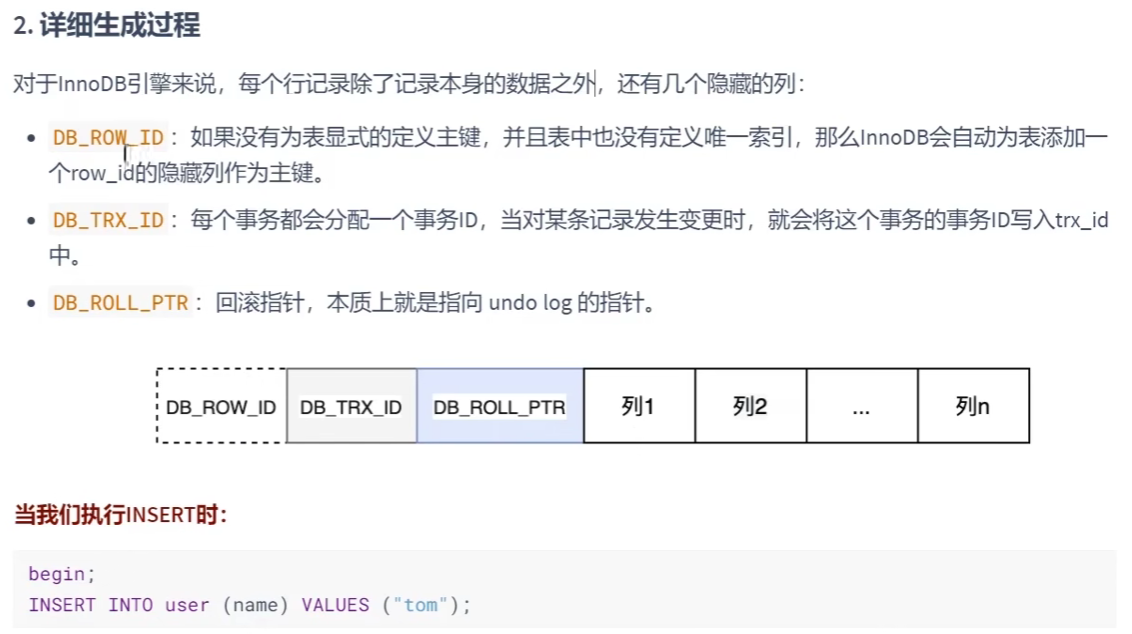 2. 详细生成过程
对于InnoDB引擎来说，每个行记录除了记录本身的数据之外，还有几个隐藏的列：
• DB_ROW_ID：如果没有为表显式的定义主键，并且表中也没有定义唯一索引，那么InnoDB会自动为表添加一
个row_id的隐藏列作为主键。
• DB_TRX_ID：每个事务都会分配一个事务ID，当对某条记录发生变更时，就会将这个事务的事务ID写入trx_id
中。
• DB_ROLL_PTR：回滚指针，本质上就是指向 undo log 的指针。
DB_ROW_ID DB_TRX_ID DB_ROLL_PTR 列1 列2 ... 列n
当我们执行INSERT时：
begin;
INSERT INTO user (name) VALUES ("tom");